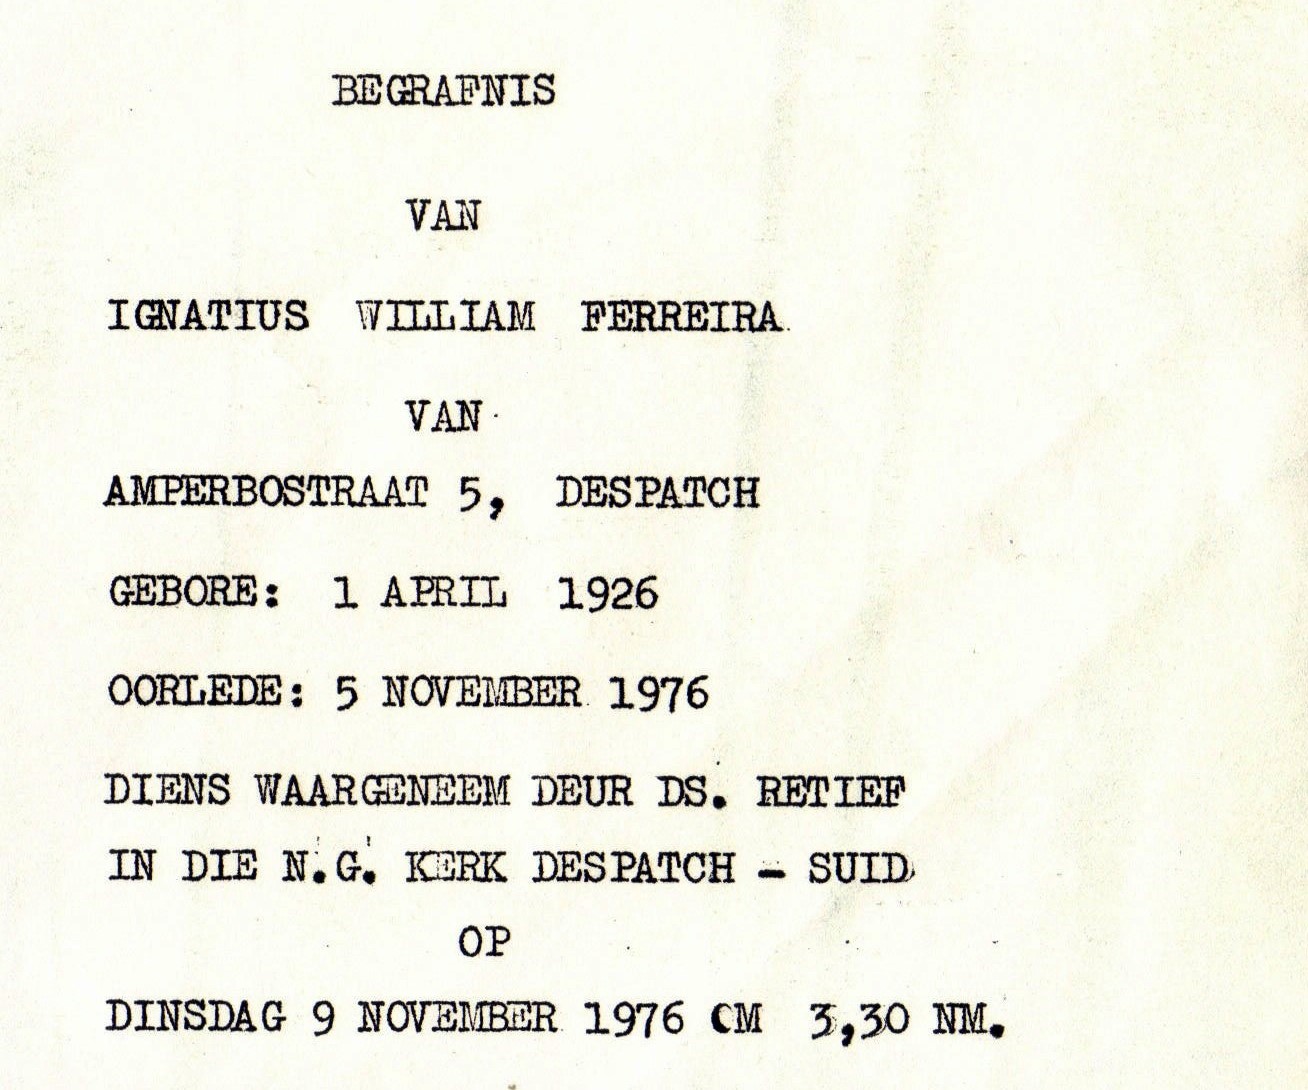 BEGRAFNIS
VAN
IGNATIUS WILLIAM FERREIRA.
VAN
AMPERBOSTRAAT 5, DESPATCH
GEBORE: 1 APRIL 1926
OORLEDE: 5 NOVEMBER 1976
DIENS WAARGENEEM DEUR DS. RETIEF
IN DIE N.G. KERK DESPATCH - SUID
OP
DINSDAG 9 NOVEMBER 1976 OM 3,30 NM.